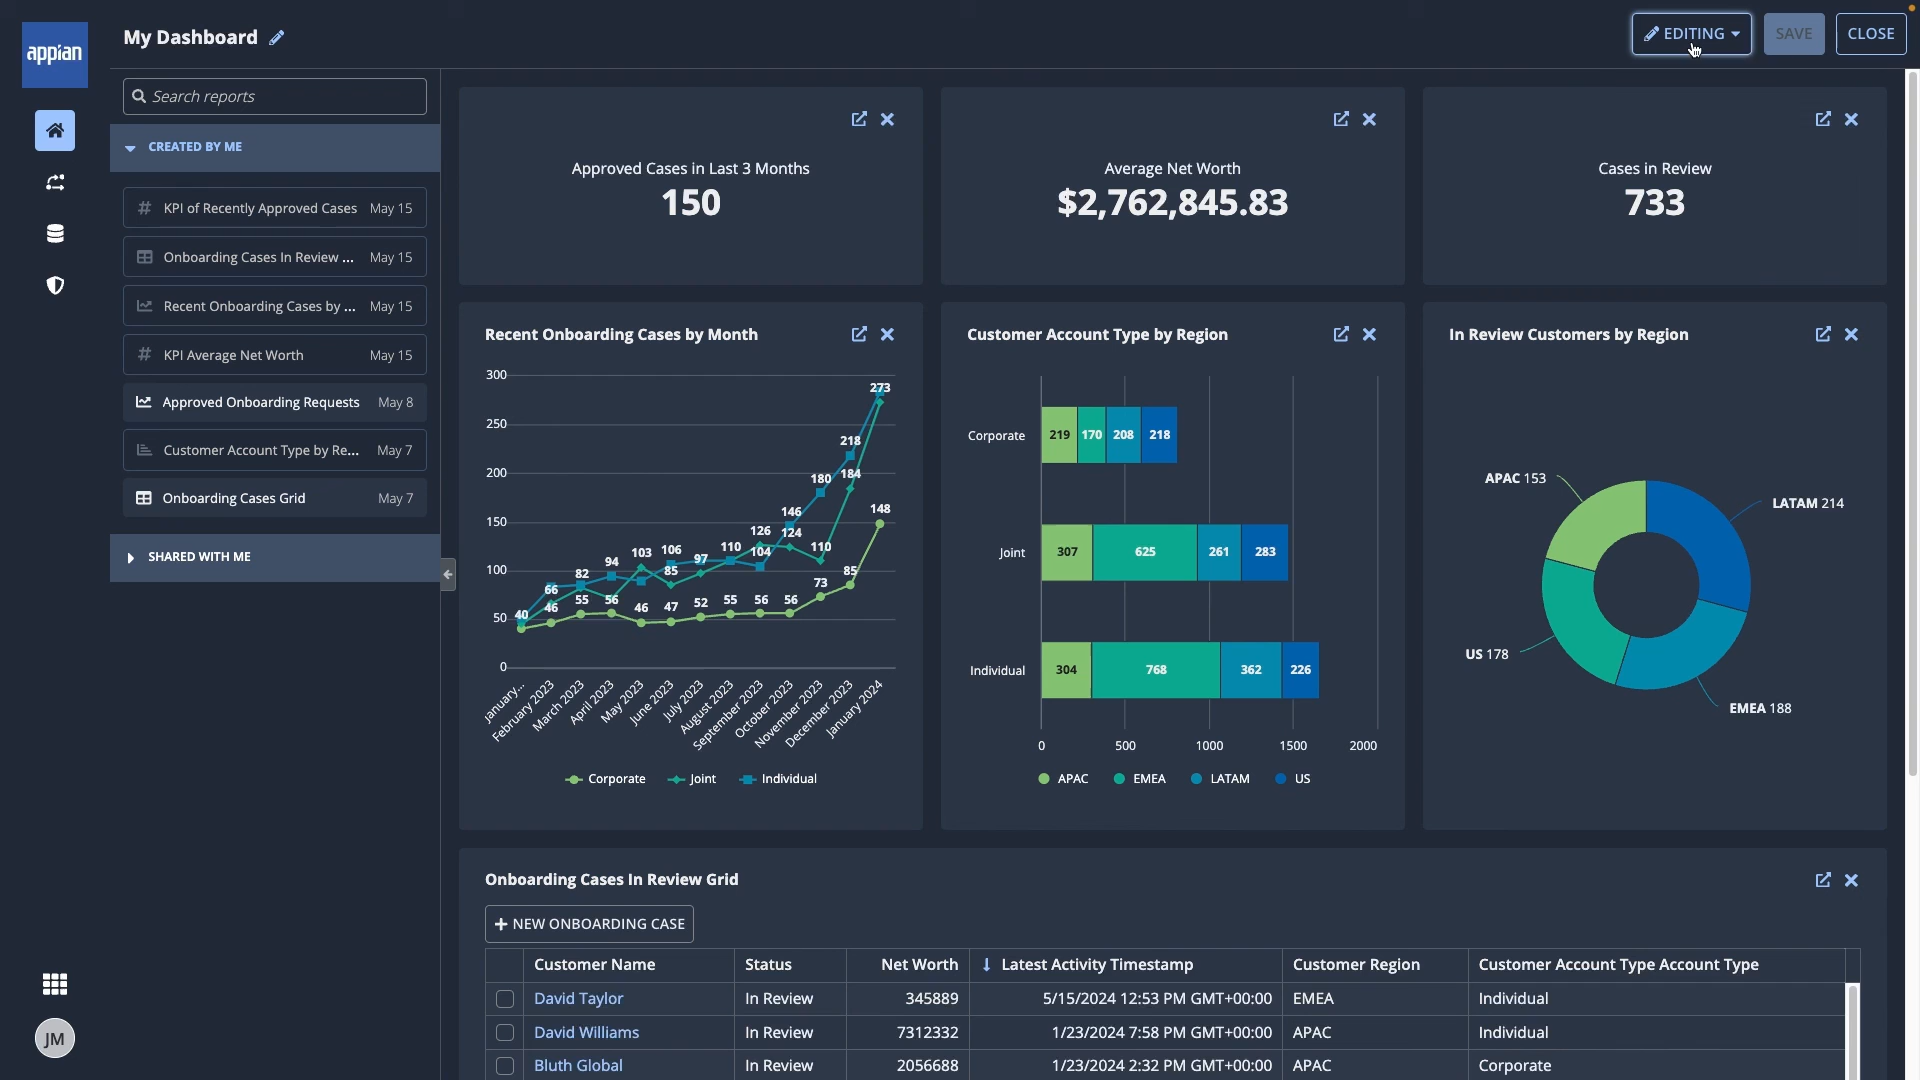 appian
My Dashboard
EDITING
SAVE
CLOSE
Search reports
CREATED BY ME
KPI of Recently Approved Cases May 15
Onboarding Cases In Review ... May 15
Recent Onboarding Cases by ... May 15
KPI Average Net Worth May 15
Approved Onboarding Requests May 8
Customer Account Type by Re... May 7
Onboarding Cases Grid May 7
SHARED WITH ME
JM
Approved Cases in Last 3 Months
150
Average Net Worth
$2,762,845.83
Cases in Review
733
Recent Onboarding Cases by Month
300
250
200
150
100
50
0
40 66 82 94 103 106 97 110 126 146 180 218 273
46 55 56 46 85 52 55 104 124 110 184 148
47 56 56 73 85
January... February 2023 March 2023 April 2023 May 2023 June 2023 July 2023 August 2023 September 2023 October 2023 November 2023 December 2023 January 2024
Corporate Joint Individual
Customer Account Type by Region
Corporate 219 170 208 218
Joint 307 625 261 283
Individual 304 768 362 226
0 500 1000 1500 2000
APAC EMEA LATAM US
In Review Customers by Region
APAC 153
LATAM 214
US 178
EMEA 188
Onboarding Cases In Review Grid
NEW ONBOARDING CASE
Customer Name Status Net Worth Latest Activity Timestamp Customer Region Customer Account Type Account Type
David Taylor In Review 345889 5/15/2024 12:53 PM GMT+00:00 EMEA Individual
David Williams In Review 7312332 1/23/2024 7:58 PM GMT+00:00 APAC Individual
Bluth Global In Review 2056688 1/23/2024 2:32 PM GMT+00:00 APAC Corporate